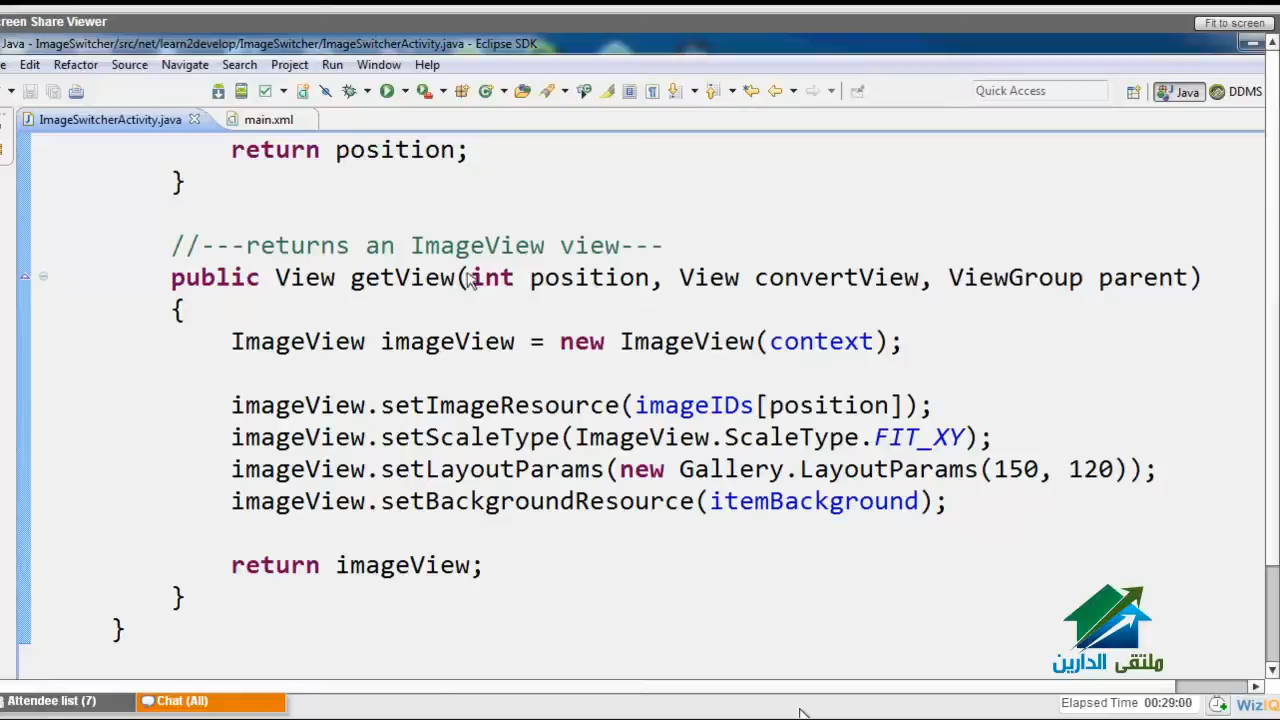 creen Share Viewer
Fit to screen
Java - ImageSwitcher/src/net/learn2develop/ImageSwitcher/ImageSwitcherActivity.java - Eclipse SDK
e Edit Refactor Source Navigate Search Project Run Window Help
Quick Access
Java
DDMS
ImageSwitcherActivity.java
main.xml
return position;
}
//---returns an ImageView view---
public View getView(int position, View convertView, ViewGroup parent)
{
ImageView imageView = new ImageView(context);
imageView.setImageResource(imageIDs[position]);
imageView.setScaleType(ImageView.ScaleType.FIT_XY);
imageView.setLayoutParams(new Gallery.LayoutParams(150, 120));
imageView.setBackgroundResource(itemBackground);
return imageView;
}
}
ملتقى الدارين
Attendee list (7)
Chat (All)
Elapsed Time 00:29:00
WizIQ